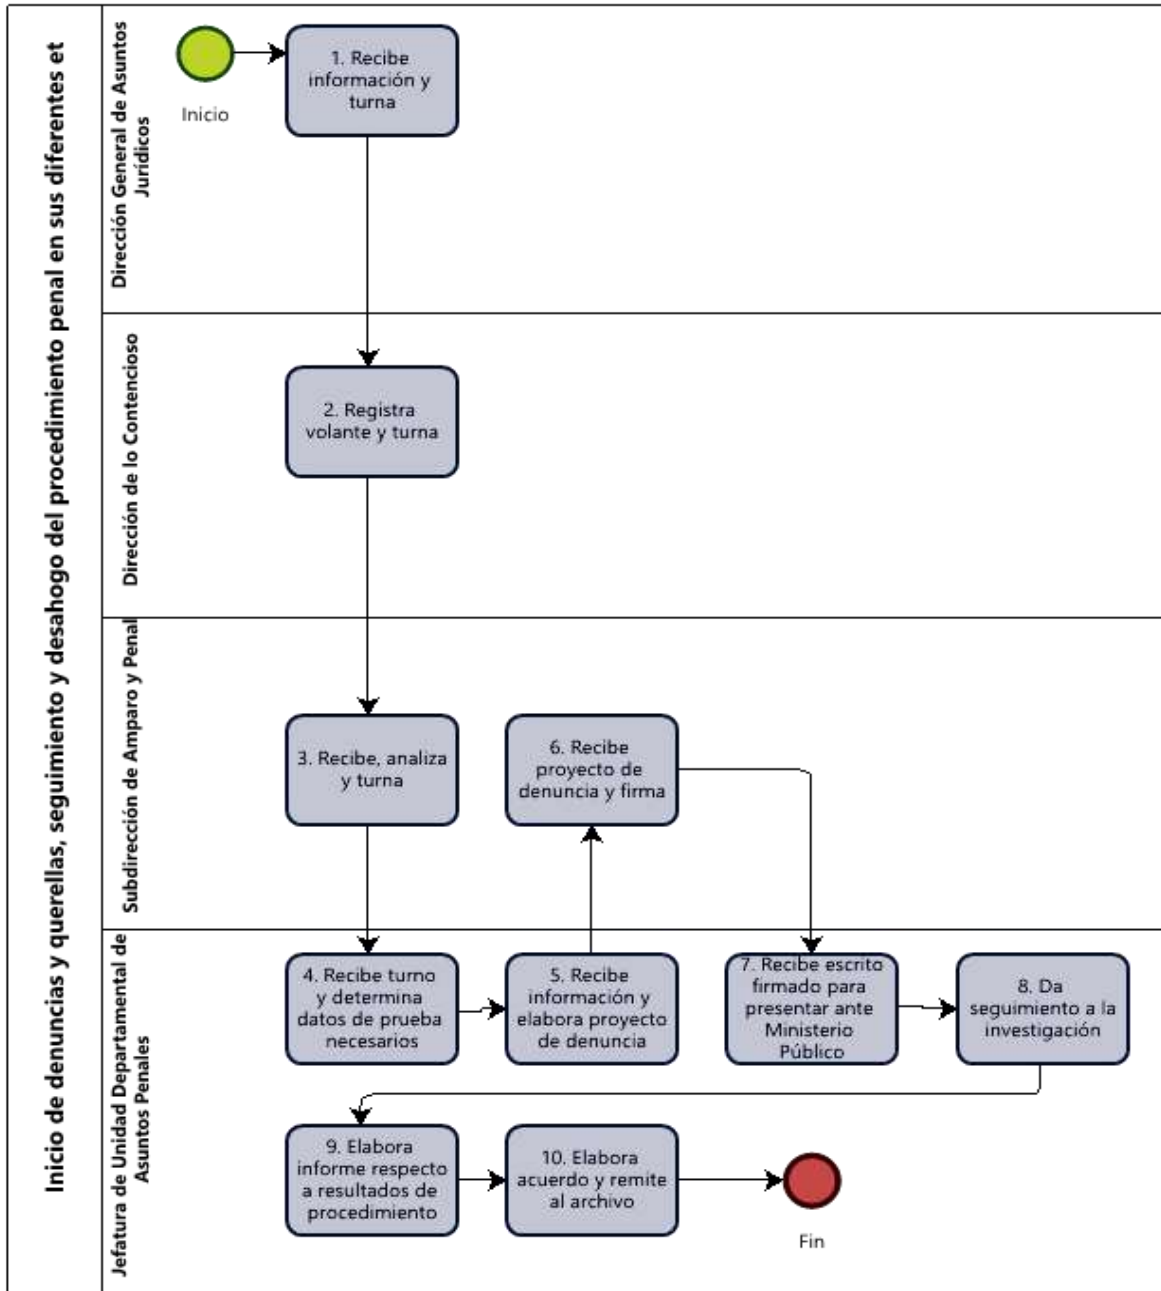 Inicio de denuncias y querellas, seguimiento y desahogo del procedimiento penal en sus diferentes et
Dirección General de Asuntos
Jurídicos
Inicio
1. Recibe
información y
turna
Dirección de lo Contencioso
2. Registra
volante y turna
Subdirección de Amparo y Penal
3. Recibe, analiza
y turna
6. Recibe
proyecto de
denuncia y firma
Jefatura de Unidad Departamental de
Asuntos Penales
4. Recibe turno
y determina
datos de prueba
necesarios
5. Recibe
información y
elabora proyecto
de denuncia
7. Recibe escrito
firmado para
presentar ante
Ministerio
Público
8. Da
seguimiento a la
investigación
9. Elabora
informe respecto
a resultados de
procedimiento
10. Elabora
acuerdo y remite
al archivo
Fin